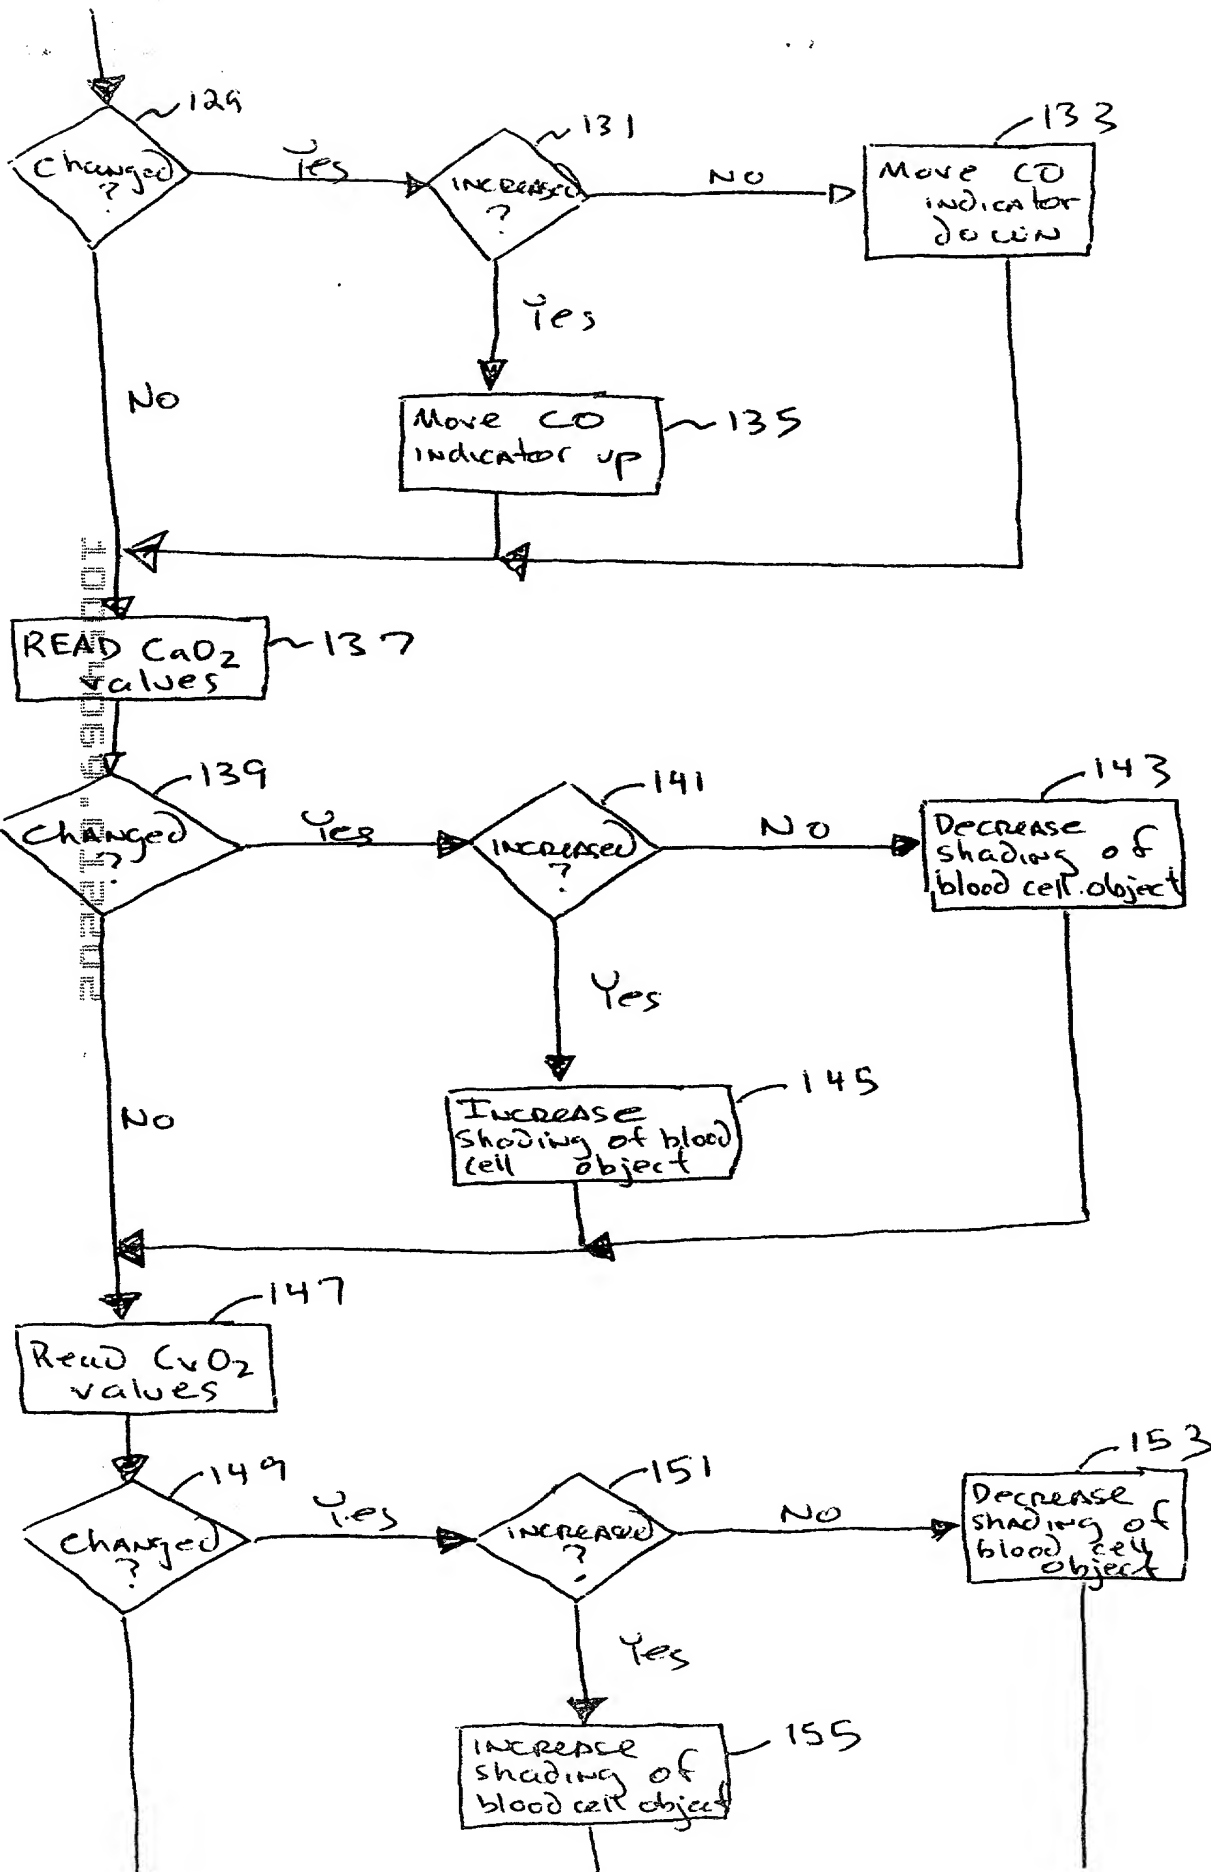 129
Changed
?
Yes
131
INCREASED
?
NO
133
Move CO
indicator
down
Yes
NO
Move CO
indicator up
135
READ CaO2
values
137
139
Changed
?
Yes
141
INCREASED
?
NO
143
Decrease
shading of
blood cell object
Yes
NO
145
Increase
shading of blood
cell object
147
Read CvO2
values
149
Changed
?
Yes
151
INCREASED
?
NO
153
Decrease
shading of
blood cell
object
Yes
155
INCREASE
shading of
blood cell object